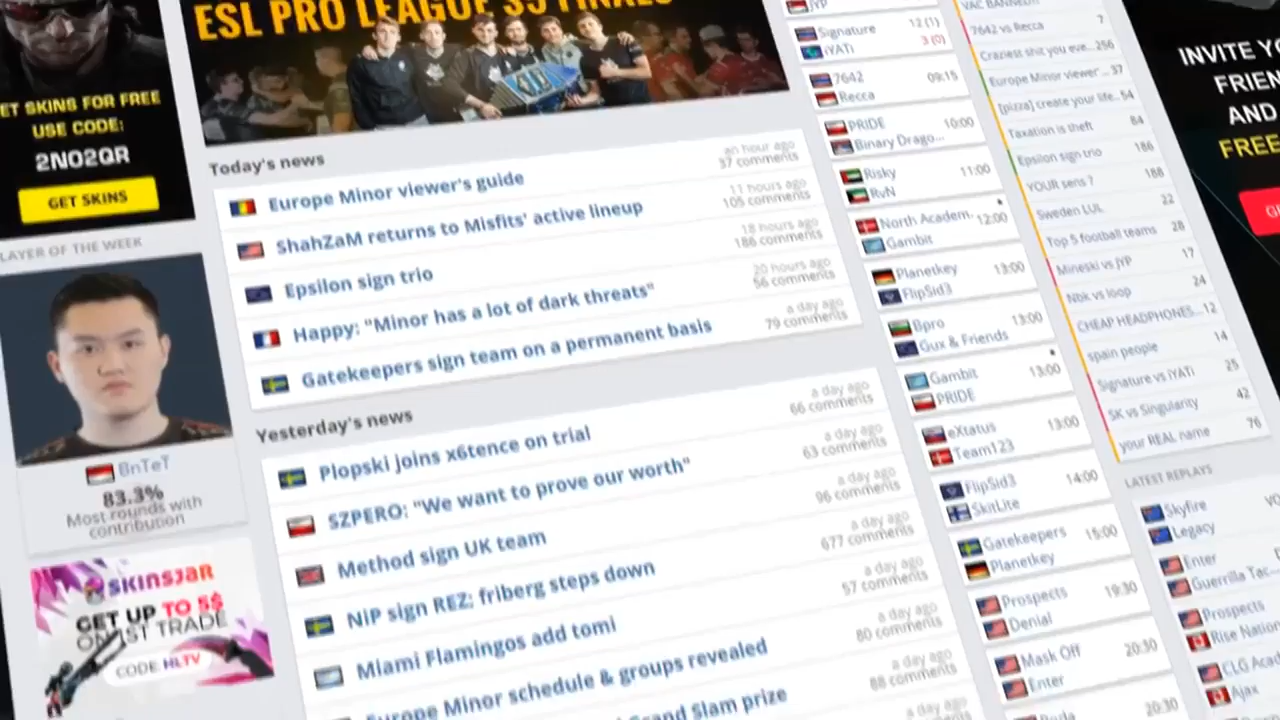 ESL PRO LEAGUE S5 FINALS
GET SKINS FOR FREE
USE CODE:
2NO2QR
GET SKINS
PLAYER OF THE WEEK
BnTeT
83.3%
Most rounds with
contribution
SKINSJAR
GET UP TO 5$
ON 1ST TRADE
CODE: HLTV
Today's news
Europe Minor viewer's guide
an hour ago
37 comments
ShahZaM returns to Misfits' active lineup
11 hours ago
105 comments
Epsilon sign trio
18 hours ago
186 comments
Happy: "Minor has a lot of dark threats"
20 hours ago
56 comments
Gatekeepers sign team on a permanent basis
a day ago
79 comments
Yesterday's news
Plopski joins x6tence on trial
a day ago
66 comments
SZPERO: "We want to prove our worth"
a day ago
63 comments
Method sign UK team
a day ago
96 comments
NiP sign REZ; friberg steps down
a day ago
677 comments
Miami Flamingos add tomi
a day ago
57 comments
Europe Minor schedule & groups revealed
a day ago
80 comments
Grand Slam prize
a day ago
88 comments
a day ago
JYP
Signature 12 (1)
iYATi 3 (0)
7642 09:15
Recca
PRIDE 10:00
Binary Drago...
Risky 11:00
RvN
North Academ.. 12:00
Gambit
Planetkey 13:00
FlipSid3
Bpro 13:00
Gux & Friends
Gambit 13:00
PRIDE
eXtatus 13:00
Team123
FlipSid3 14:00
SkitLite
Gatekeepers 15:00
Planetkey
Prospects 19:30
Denial
Mask Off 20:30
Enter
20:30
VAC BANNED!!
7642 vs Recca 7
Craziest shit you eve... 256
Europe Minor viewer'... 37
[pizza] create your life.. 54
Taxation is theft 84
Epsilon sign trio 186
YOUR sens ? 188
Sweden LUL 22
Top 5 football teams 28
Mineski vs JYP 17
Nbk vs loop 24
CHEAP HEADPHONES... 12
spain people 14
Signature vs iYATi 25
SK vs Singularity 42
your REAL name 76
LATEST REPLAYS
Skyfire
Legacy
Enter
Guerrilla Tac...
Prospects
Rise Nation
CLG Acad
Ajax
INVITE YO
FRIEN
AND
FREE